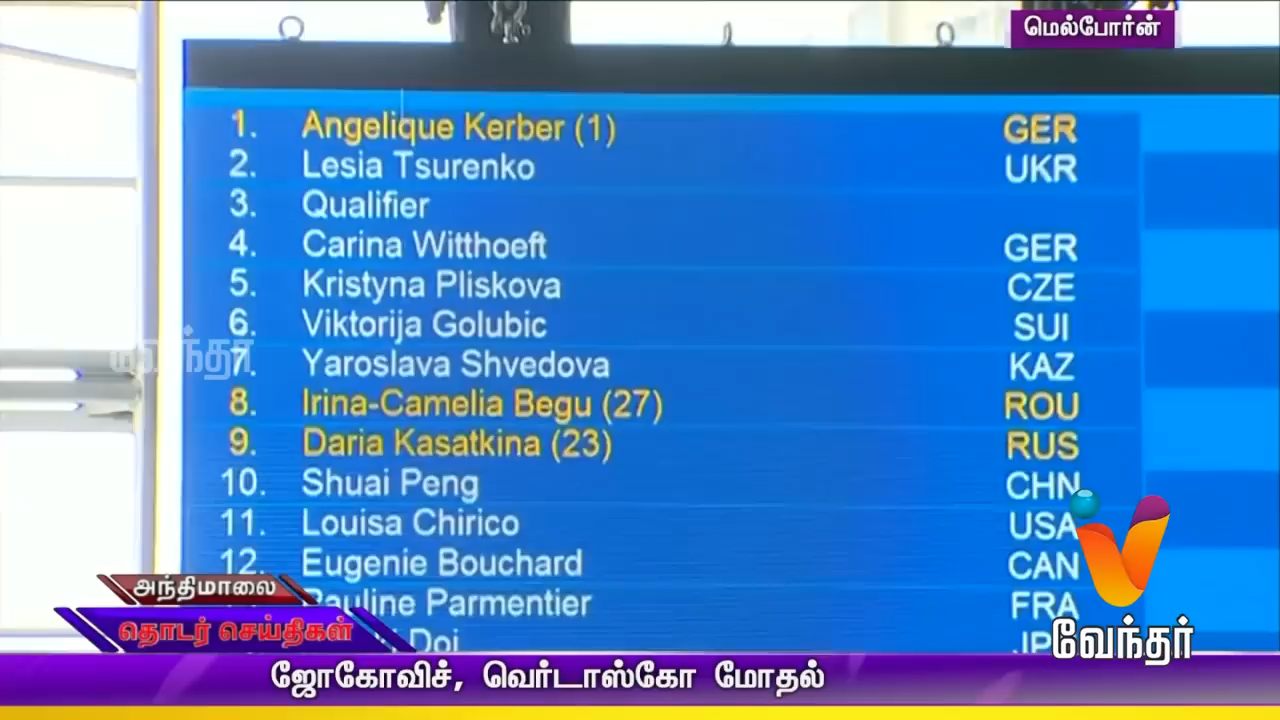 மெல்போர்ன்
1. Angelique Kerber (1) GER
2. Lesia Tsurenko UKR
3. Qualifier
4. Carina Witthoeft GER
5. Kristyna Pliskova CZE
6. Viktorija Golubic SUI
7. Yaroslava Shvedova KAZ
8. Irina-Camelia Begu (27) ROU
9. Daria Kasatkina (23) RUS
10. Shuai Peng CHN
11. Louisa Chirico USA
12. Eugenie Bouchard CAN
Pauline Parmentier FRA
Doi
வேந்தர்
அந்திமாலை
தொடர் செய்திகள்
ஜோகோவிச், வெர்டாஸ்கோ மோதல்